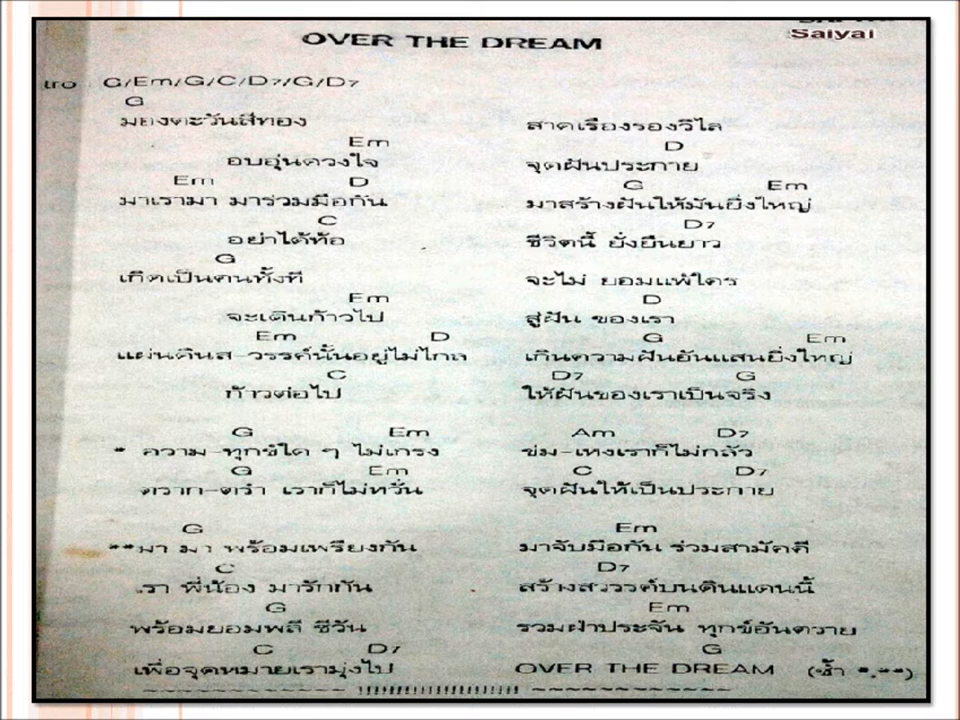 Saiyai
OVER THE DREAM
tro : G/Em/G/C/D7/G/D7
G
มองตะวันสีทอง สาดเรืองรองวิไล
Em D
อบอุ่นดวงใจ จุดฝันประกาย
Em D G Em
มาเรามา มาร่วมมือกัน มาสร้างฝันให้มันยิ่งใหญ่
C D7
อย่าได้ท้อ ชีวิตนี้ ยั่งยืนยาว
G
เกิดเป็นคนทั้งที จะไม่ ยอมแพ้ใคร
Em D
จะเดินก้าวไป สู่ฝัน ของเรา
Em D G Em
แผ่นดินส-วรรค์นั้นอยู่ไม่ไกล เกินความฝันอันแสนยิ่งใหญ่
C D7 G
ก้าวต่อไป ให้ฝันของเราเป็นจริง
G Em Am D7
* ความ-ทุกข์ใด ๆ ไม่เกรง ข่ม-เหงเราก็ไม่กลัว
G Em C D7
ตราก-ตรำ เราก็ไม่หวั่น จุดฝันให้เป็นประกาย
G Em
**มา มา พร้อมเพรียงกัน มาจับมือกัน ร่วมสามัคคี
C D7
.รา พี่น้อง มารักกัน สร้างสวรรค์บนดินแดนนี้
G Em
พร้อมยอมพลี ชีวัน รวมฝ่าประจัน ทุกข์อันตราย
C D7 G
เพื่อจุดหมายเรามุ่งไป OVER THE DREAM (ซ้ำ *,**)